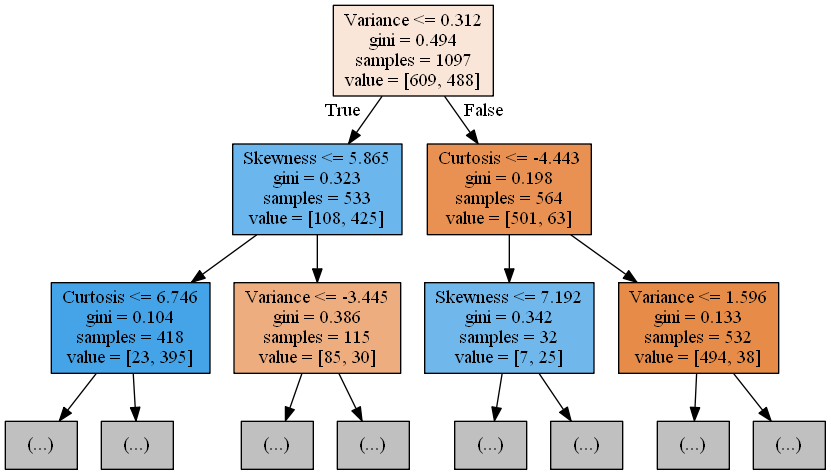 Variance <= 0.312
gini = 0.494
samples = 1097
value = [609, 488]
True
False
Skewness <= 5.865
gini = 0.323
samples = 533
value = [108, 425]
Curtosis <= -4.443
gini = 0.198
samples = 564
value = [501, 63]
Curtosis <= 6.746
gini = 0.104
samples = 418
value = [23, 395]
Variance <= -3.445
gini = 0.386
samples = 115
value = [85, 30]
Skewness <= 7.192
gini = 0.342
samples = 32
value = [7, 25]
Variance <= 1.596
gini = 0.133
samples = 532
value = [494, 38]
(...)
(...)
(...)
(...)
(...)
(...)
(...)
(...)